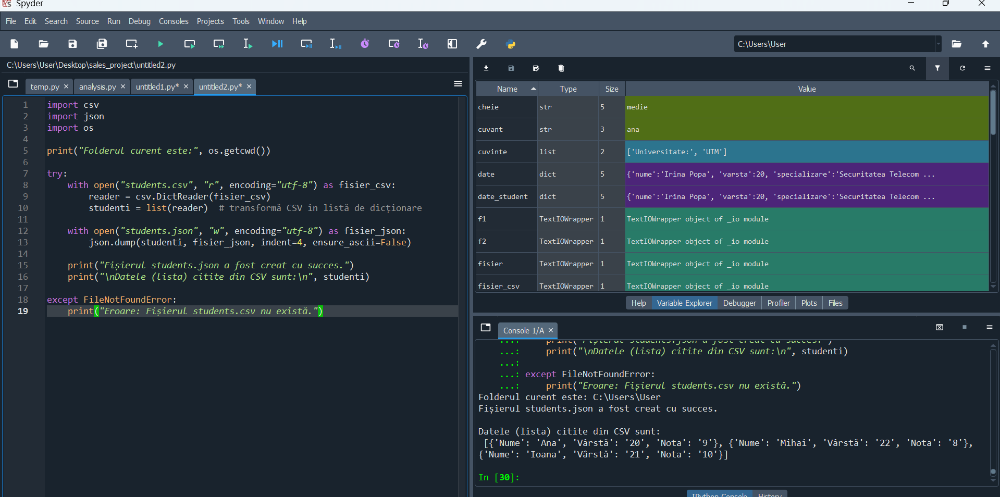 Spyder
File Edit Search Source Run Debug Consoles Projects Tools Window Help
C:\Users\User
C:\Users\User\Desktop\sales_project\untitled2.py
temp.py analysis.py untitled1.py* untitled2.py*
1 import csv
2 import json
3 import os
4
5 print("Folderul curent este:", os.getcwd())
6
7 try:
8     with open("students.csv", "r", encoding="utf-8") as fisier_csv:
9         reader = csv.DictReader(fisier_csv)
10         studenti = list(reader)  # transformă CSV în listă de dicționare
11
12     with open("students.json", "w", encoding="utf-8") as fisier_json:
13         json.dump(studenti, fisier_json, indent=4, ensure_ascii=False)
14
15     print("Fișierul students.json a fost creat cu succes.")
16     print("\nDatele (lista) citite din CSV sunt:\n", studenti)
17
18 except FileNotFoundError:
19     print("Eroare: Fișierul students.csv nu există.")
Name Type Size Value
cheie str 5 medie
cuvant str 3 ana
cuvinte list 2 ['Universitate:', 'UTM']
date dict 5 {'nume':'Irina Popa', 'varsta':20, 'specializare':'Securitatea Telecom ...
date_student dict 5 {'nume':'Irina Popa', 'varsta':20, 'specializare':'Securitatea Telecom ...
f1 TextIOWrapper 1 TextIOWrapper object of _io module
f2 TextIOWrapper 1 TextIOWrapper object of _io module
fisier TextIOWrapper 1 TextIOWrapper object of _io module
fisier_csv TextIOWrapper 1 TextIOWrapper object of _io module
Help Variable Explorer Debugger Profiler Plots Files
Console 1/A
...:     print("Fișierul students.json a fost creat cu succes.")
...:     print("\nDatele (lista) citite din CSV sunt:\n", studenti)
...:
...: except FileNotFoundError:
...:     print("Eroare: Fișierul students.csv nu există.")
Folderul curent este: C:\Users\User
Fișierul students.json a fost creat cu succes.
Datele (lista) citite din CSV sunt:
 [{'Nume': 'Ana', 'Vârstă': '20', 'Nota': '9'}, {'Nume': 'Mihai', 'Vârstă': '22', 'Nota': '8'},
{'Nume': 'Ioana', 'Vârstă': '21', 'Nota': '10'}]
In [30]:
IPython Console History